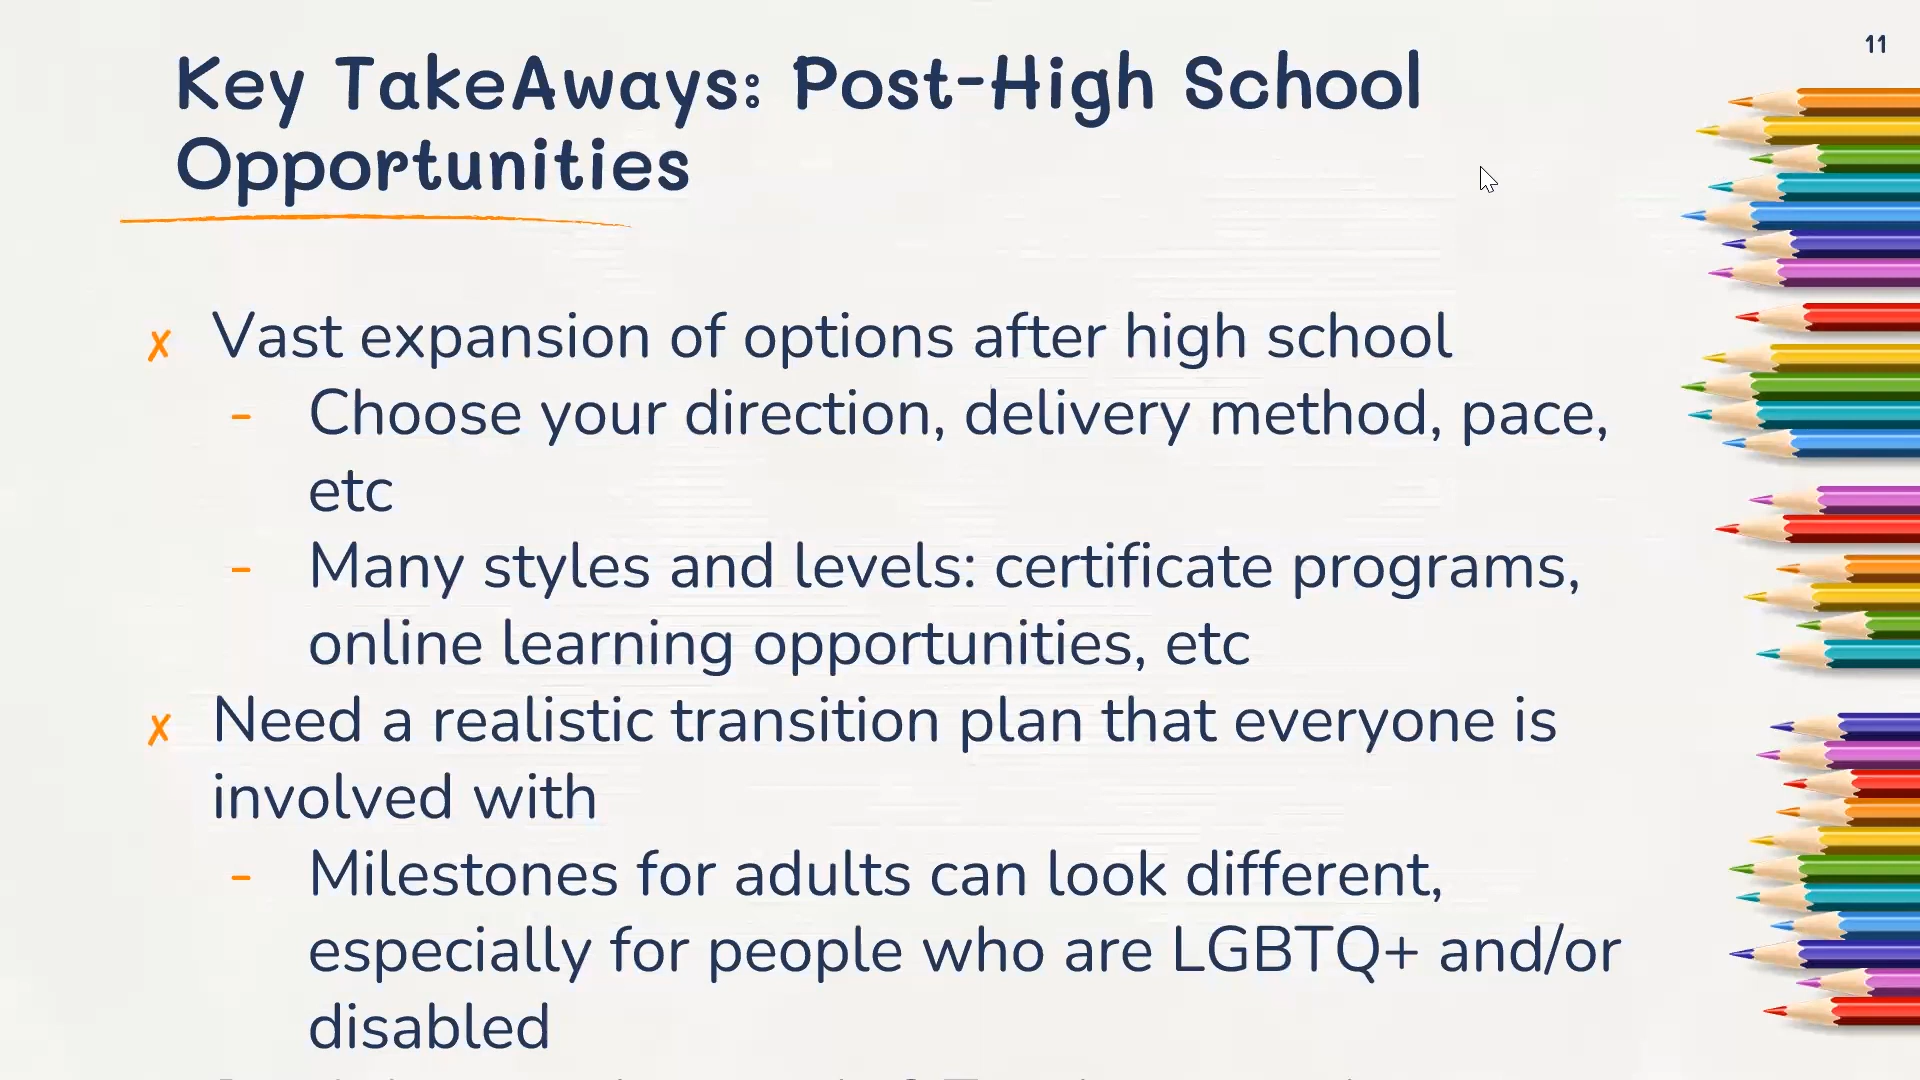 11
Key TakeAways: Post-High School
Opportunities
✗ Vast expansion of options after high school
- Choose your direction, delivery method, pace,
etc
- Many styles and levels: certificate programs,
online learning opportunities, etc
✗ Need a realistic transition plan that everyone is
involved with
- Milestones for adults can look different,
especially for people who are LGBTQ+ and/or
disabled